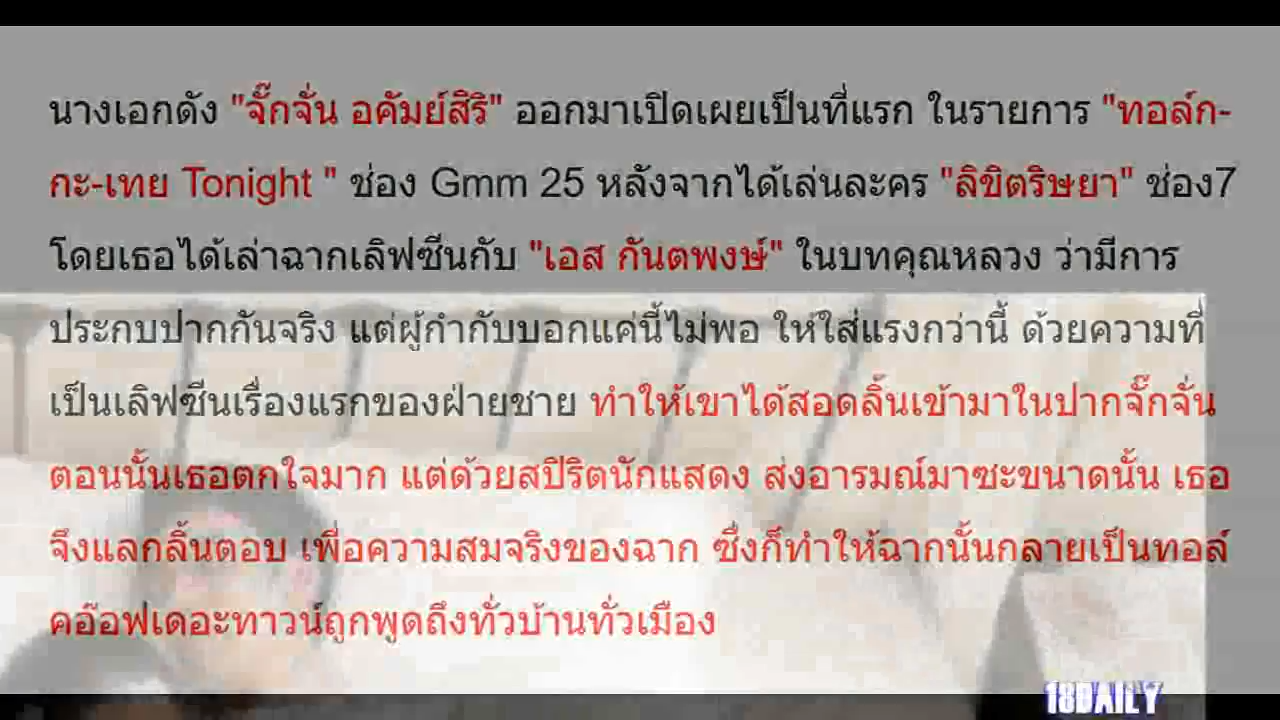 นางเอกดัง "จั๊กจั่น อคัมย์สิริ" ออกมาเปิดเผยเป็นที่แรก ในรายการ "ทอล์ก-
กะ-เทย Tonight " ช่อง Gmm 25 หลังจากได้เล่นละคร "ลิขิตริษยา" ช่อง7
โดยเธอได้เล่าฉากเลิฟซีนกับ "เอส กันตพงษ์" ในบทคุณหลวง ว่ามีการ
ประกบปากกันจริง แต่ผู้กำกับบอกแค่นี้ไม่พอ ให้ใส่แรงกว่านี้ ด้วยความที่
เป็นเลิฟซีนเรื่องแรกของฝ่ายชาย ทำให้เขาได้สอดลิ้นเข้ามาในปากจั๊กจั่น
ตอนนั้นเธอตกใจมาก แต่ด้วยสปิริตนักแสดง ส่งอารมณ์มาซะขนาดนั้น เธอ
จึงแลกลิ้นตอบ เพื่อความสมจริงของฉาก ซึ่งก็ทำให้ฉากนั้นกลายเป็นทอล์
คอ๊อฟเดอะทาวน์ถูกพูดถึงทั่วบ้านทั่วเมือง
18DAILY